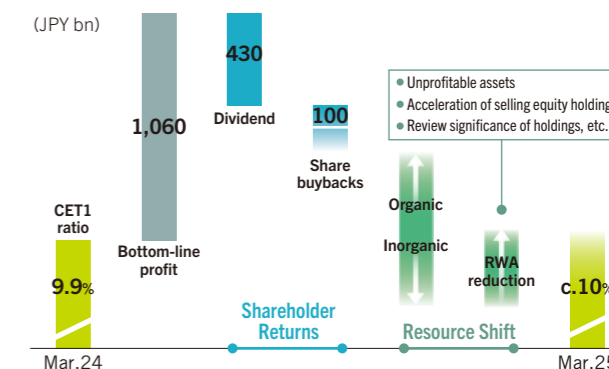 (JPY bn)
430
Dividend
1,060
Bottom-line
profit
100
Share
buybacks
• Unprofitable assets
• Acceleration of selling equity holding
• Review significance of holdings, etc.
Organic
Inorganic
RWA
reduction
CET1
ratio
9.9%
c.10%
Shareholder
Returns
Resource Shift
Mar.24
Mar.25